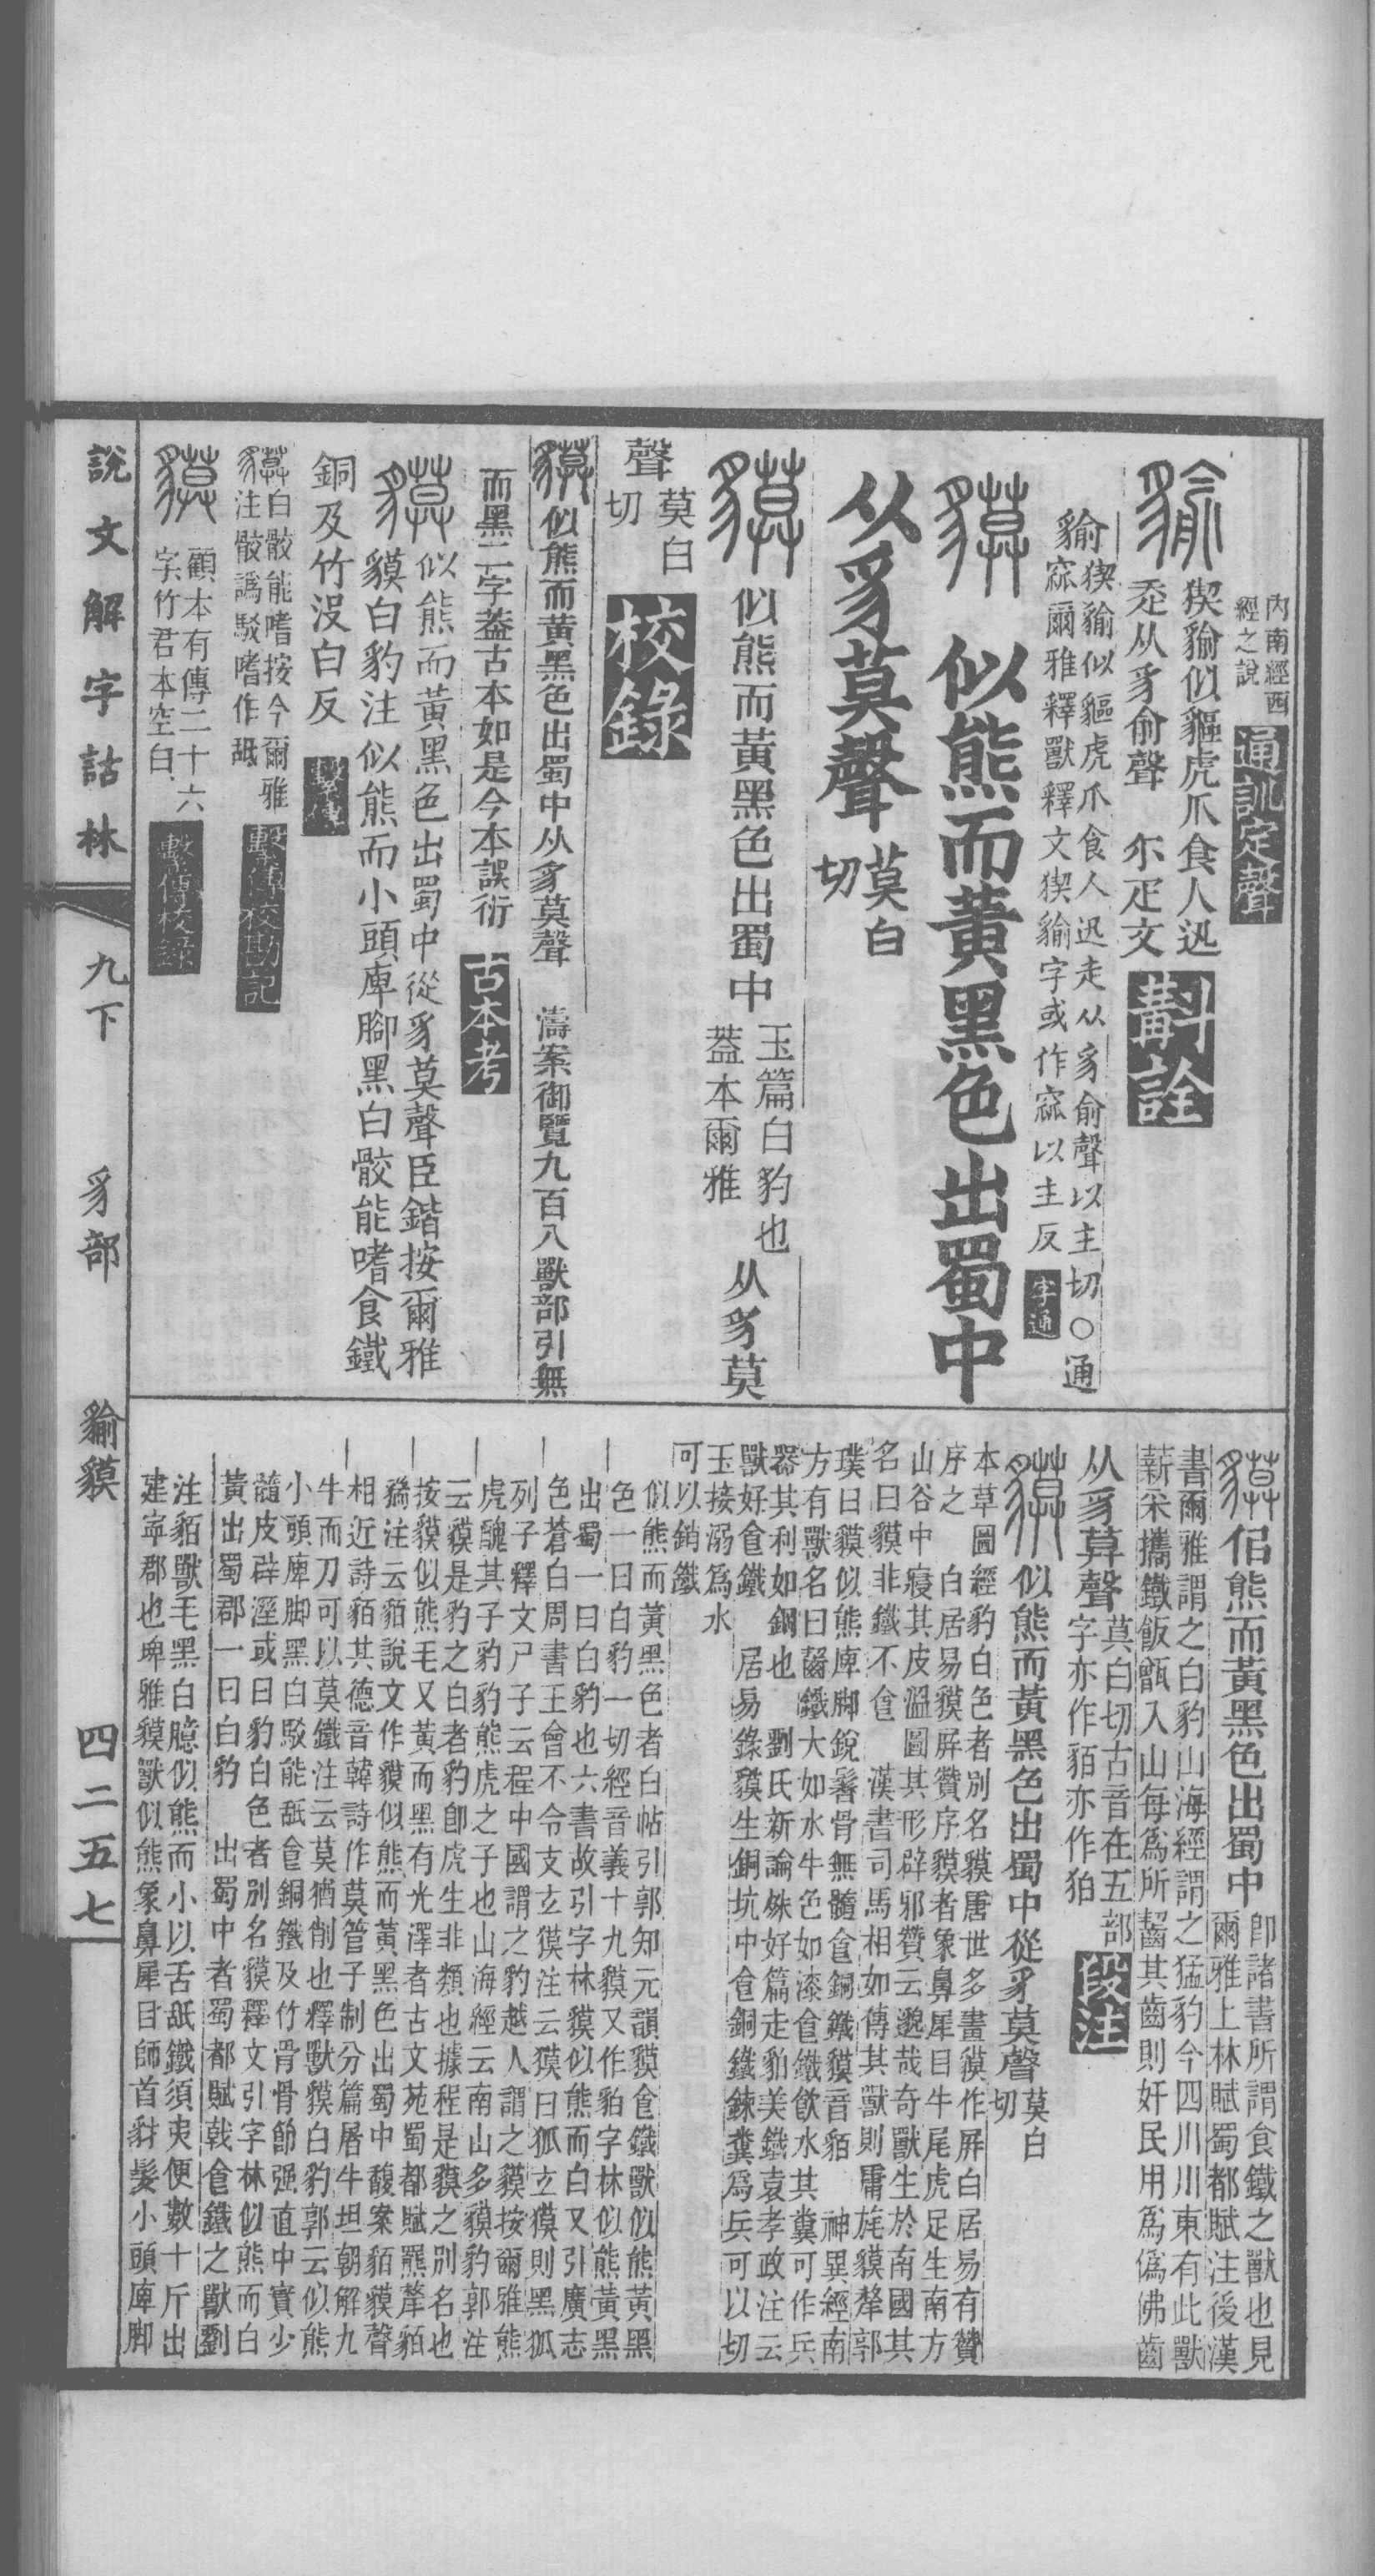 內南經西
經之說
通訓定聲
貐
猰貐似貙虎爪食人迅
𧺆从豸俞聲
尒疋文
斠詮
貐猰貐似貙虎爪食人迅走从豸俞聲以主切○通
窳爾雅釋獸釋文猰貐字或作窳以主反
字通
貘
似熊而黃黑色出蜀中
从豸莫聲
莫白
切
貘
似熊而黃黑色出蜀中
玉篇白豹也
葢本爾雅
从豸莫
聲
莫白
切
校錄
貘似熊而黃黑色出蜀中从豸莫聲
濤案御覽九百八獸部引無
而黑二字葢古本如是今本誤衍
古本考
貘
似熊而黃黑色出蜀中從豸莫聲臣鍇按爾雅
貘白豹注似熊而小頭庳腳黑白骹能嗜食鐵
銅及竹沒白反
繫傳
貘白骹能嗜按今爾雅
注骹譌駁嗜作䑛
繫傳校勘記
貘
顧本有傳二十六
字竹君本空白
繫傳校錄
貘佀熊而黃黑色出蜀中
卽諸書所謂食鐵之獸也見
爾雅上林賦蜀都賦注後漢
書爾雅謂之白豹山海經謂之猛豹今四川川東有此獸
薪采攜鐵飯甑入山每爲所齧其齒則奸民用爲僞佛齒
从豸莫聲
莫白切古音在五部
字亦作貊亦作狛
段注
貘似熊而黃黑色出蜀中從豸莫聲
莫白
切
本草圖經豹白色者別名貘唐世多畫貘作屏白居易有贊
序之　白居易貘屏贊序貘者象鼻犀目牛尾虎足生南方
山谷中寢其皮溫圖其形辟邪贊云邈哉奇獸生於南國其
名曰貘非鐵不食　漢書司馬相如傳其獸則㺎旄貘犛郭
璞曰貘似熊庳腳銳鬐骨無髓食銅鐵貘音貊　神異經南
方有獸名曰齧鐵大如水牛色如漆食鐵飲水其糞可作兵
器其利如鋼也　劉氏新論殊好篇走貊美鐵袁孝政注云
獸好食鐵　居易錄貘生銅坑中食銅鐵鍊糞爲兵可以切
玉接溺爲水
可以銷鐵
似熊而黃黑色者白帖引郭知元韻貘食鐵獸似熊黃黑
色一曰白豹一切經音義十九貘又作貊字林似熊黃黑
出蜀一曰白豹也六書故引字林貘似熊而白又引廣志
色蒼白周書王會不令支玄獏注云獏曰狐玄獏則黑狐
列子釋文尸子云程中國謂之豹越人謂之貘按爾雅熊
虎醜其子豹豹熊虎之子也山海經云南山多貘豹郭注
云貘是豹之白者豹卽虎生非類也據程是貘之別名也
按貘似熊毛又黃而黑有光澤者古文苑蜀都賦㹈犛貊
㺎注云貊說文作貘似熊而黃黑色出蜀中馥案貊貘聲
相近詩貊其德音韓詩作莫管子制分篇屠牛坦朝解九
牛而刀可以莫鐵注云莫猶削也釋獸貘白豹郭云似熊
小頭庳腳黑白駁能䑛食銅鐵及竹骨骨節强直中實少
髓皮辟溼或曰豹白色者別名貘釋文引字林似熊而白
黃出蜀郡一曰白豹　出蜀中者蜀都賦戟食鐵之獸劉
注貊獸毛黑白臆似熊而小以舌䑛鐵須臾便數十斤出
建寧郡也埤雅貘獸似熊象鼻犀目師首豺髮小頭庳腳
說文解字詁林　九下　豸部　貐貘　四二五七